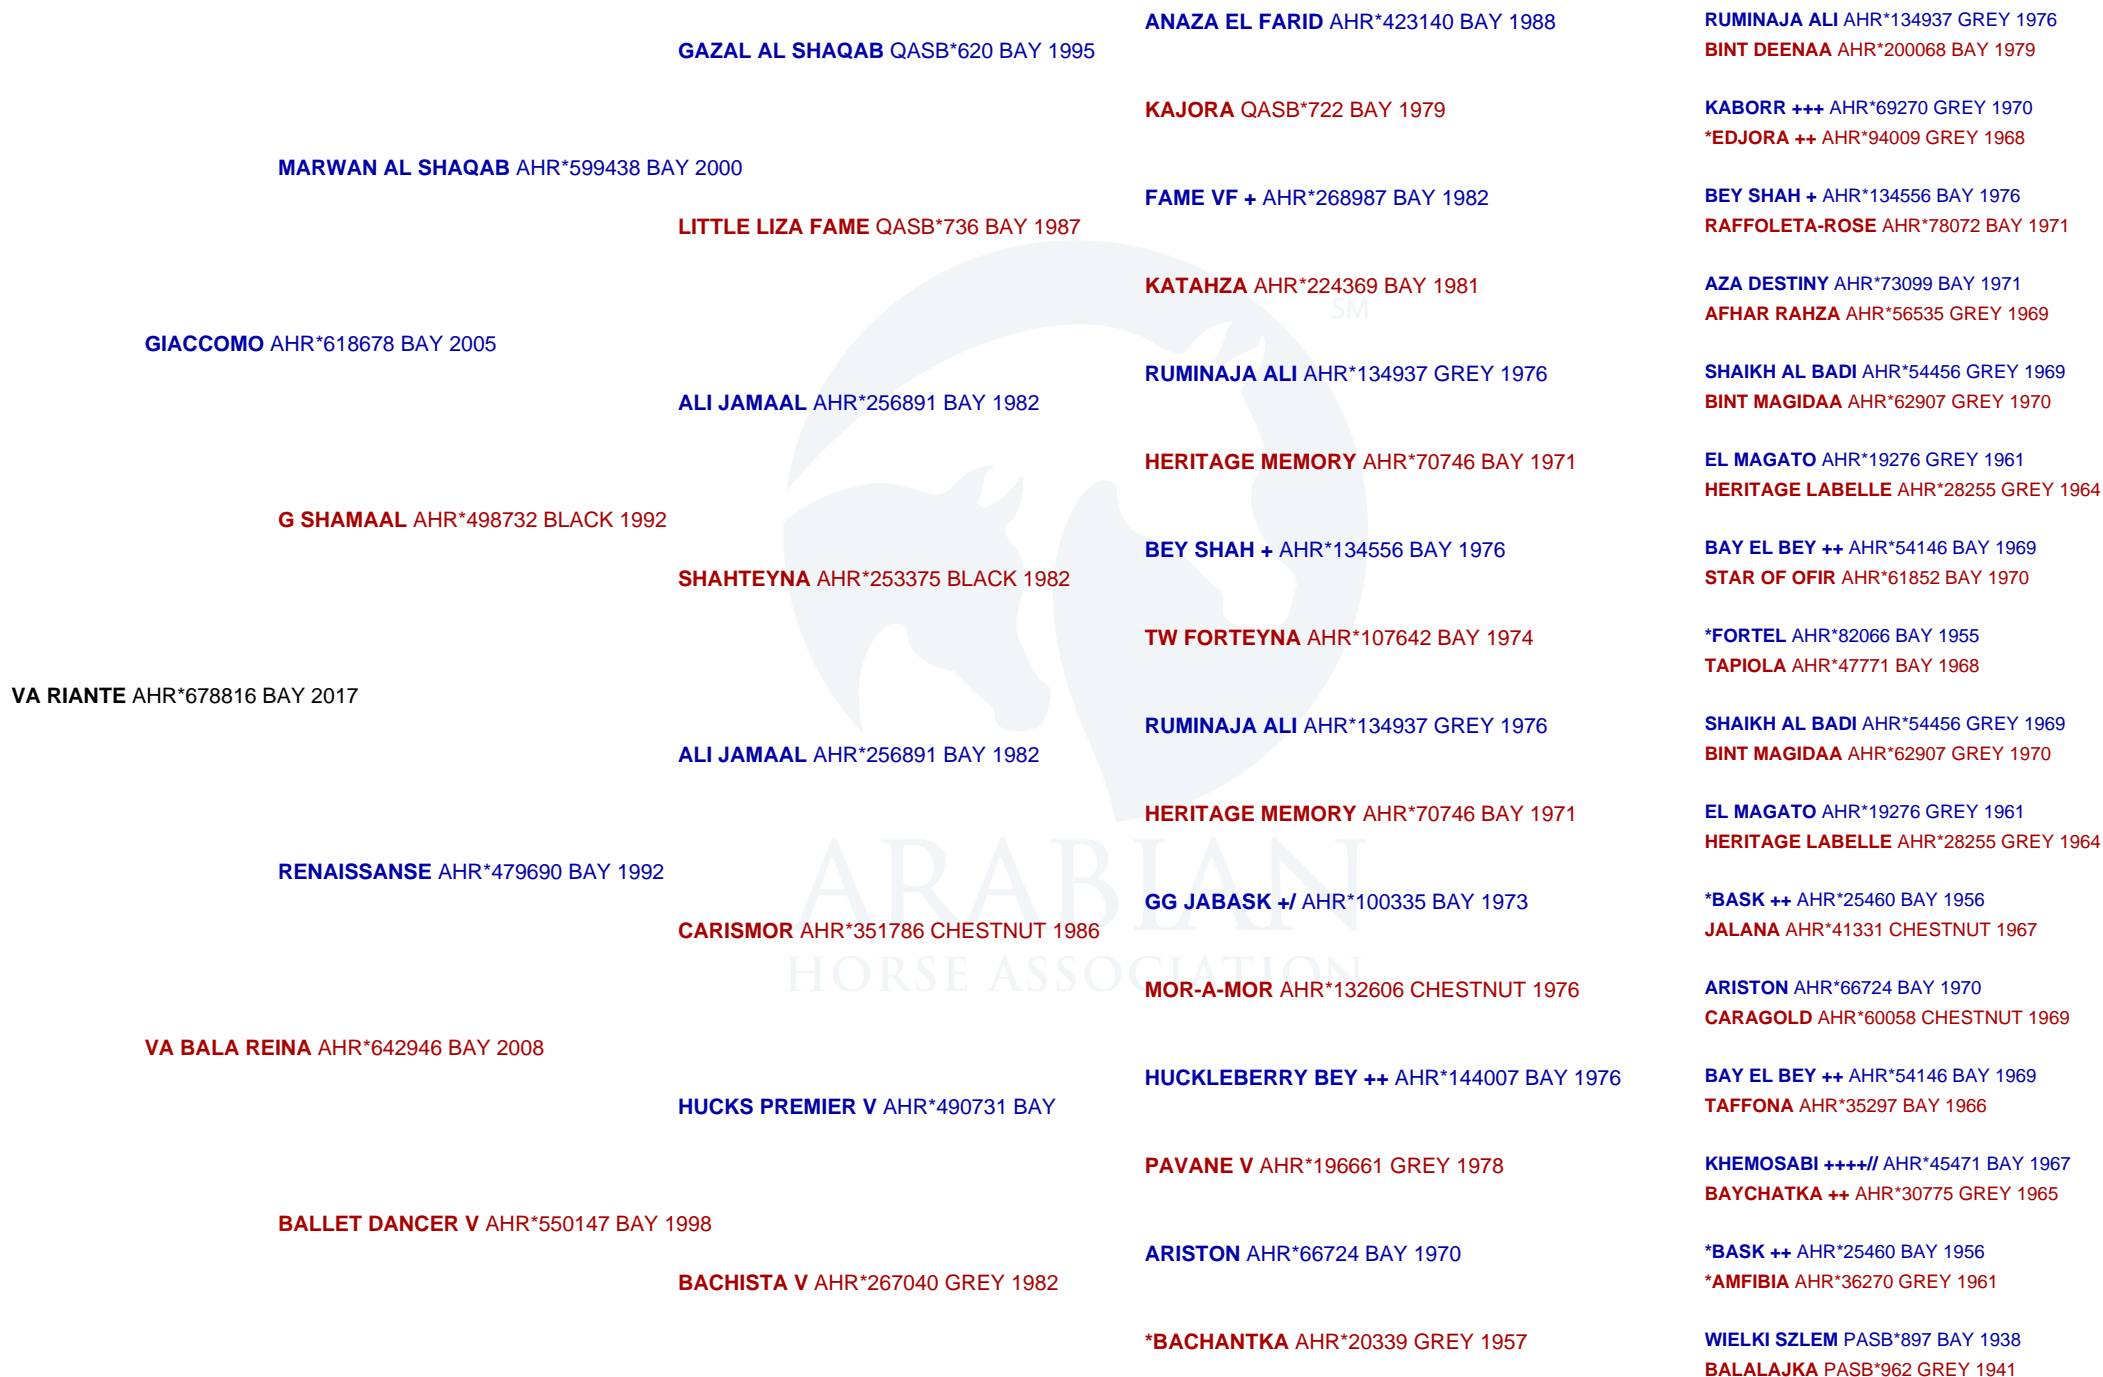 ANAZA EL FARID AHR*423140 BAY 1988
RUMINAJA ALI AHR*134937 GREY 1976
GAZAL AL SHAQAB QASB*620 BAY 1995
BINT DEENAA AHR*200068 BAY 1979
KAJORA QASB*722 BAY 1979
KABORR +++ AHR*69270 GREY 1970
*EDJORA ++ AHR*94009 GREY 1968
MARWAN AL SHAQAB AHR*599438 BAY 2000
FAME VF + AHR*268987 BAY 1982
BEY SHAH + AHR*134556 BAY 1976
LITTLE LIZA FAME QASB*736 BAY 1987
RAFFOLETA-ROSE AHR*78072 BAY 1971
KATAHZA AHR*224369 BAY 1981
AZA DESTINY AHR*73099 BAY 1971
SM
AFHAR RAHZA AHR*56535 GREY 1969
GIACCOMO AHR*618678 BAY 2005
RUMINAJA ALI AHR*134937 GREY 1976
SHAIKH AL BADI AHR*54456 GREY 1969
ALI JAMAAL AHR*256891 BAY 1982
BINT MAGIDAA AHR*62907 GREY 1970
HERITAGE MEMORY AHR*70746 BAY 1971
EL MAGATO AHR*19276 GREY 1961
HERITAGE LABELLE AHR*28255 GREY 1964
G SHAMAAL AHR*498732 BLACK 1992
BEY SHAH + AHR*134556 BAY 1976
BAY EL BEY ++ AHR*54146 BAY 1969
SHAHTEYNA AHR*253375 BLACK 1982
STAR OF OFIR AHR*61852 BAY 1970
TW FORTEYNA AHR*107642 BAY 1974
*FORTEL AHR*82066 BAY 1955
TAPIOLA AHR*47771 BAY 1968
VA RIANTE AHR*678816 BAY 2017
RUMINAJA ALI AHR*134937 GREY 1976
SHAIKH AL BADI AHR*54456 GREY 1969
ALI JAMAAL AHR*256891 BAY 1982
BINT MAGIDAA AHR*62907 GREY 1970
HERITAGE MEMORY AHR*70746 BAY 1971
EL MAGATO AHR*19276 GREY 1961
HERITAGE LABELLE AHR*28255 GREY 1964
RENAISSANSE AHR*479690 BAY 1992
ARABIAN
GG JABASK +/ AHR*100335 BAY 1973
*BASK ++ AHR*25460 BAY 1956
CARISMOR AHR*351786 CHESTNUT 1986
JALANA AHR*41331 CHESTNUT 1967
HORSE ASSOCIATION
MOR-A-MOR AHR*132606 CHESTNUT 1976
ARISTON AHR*66724 BAY 1970
CARAGOLD AHR*60058 CHESTNUT 1969
VA BALA REINA AHR*642946 BAY 2008
HUCKLEBERRY BEY ++ AHR*144007 BAY 1976
BAY EL BEY ++ AHR*54146 BAY 1969
HUCKS PREMIER V AHR*490731 BAY
TAFFONA AHR*35297 BAY 1966
PAVANE V AHR*196661 GREY 1978
KHEMOSABI ++++// AHR*45471 BAY 1967
BAYCHATKA ++ AHR*30775 GREY 1965
BALLET DANCER V AHR*550147 BAY 1998
ARISTON AHR*66724 BAY 1970
*BASK ++ AHR*25460 BAY 1956
BACHISTA V AHR*267040 GREY 1982
*AMFIBIA AHR*36270 GREY 1961
*BACHANTKA AHR*20339 GREY 1957
WIELKI SZLEM PASB*897 BAY 1938
BALALAJKA PASB*962 GREY 1941